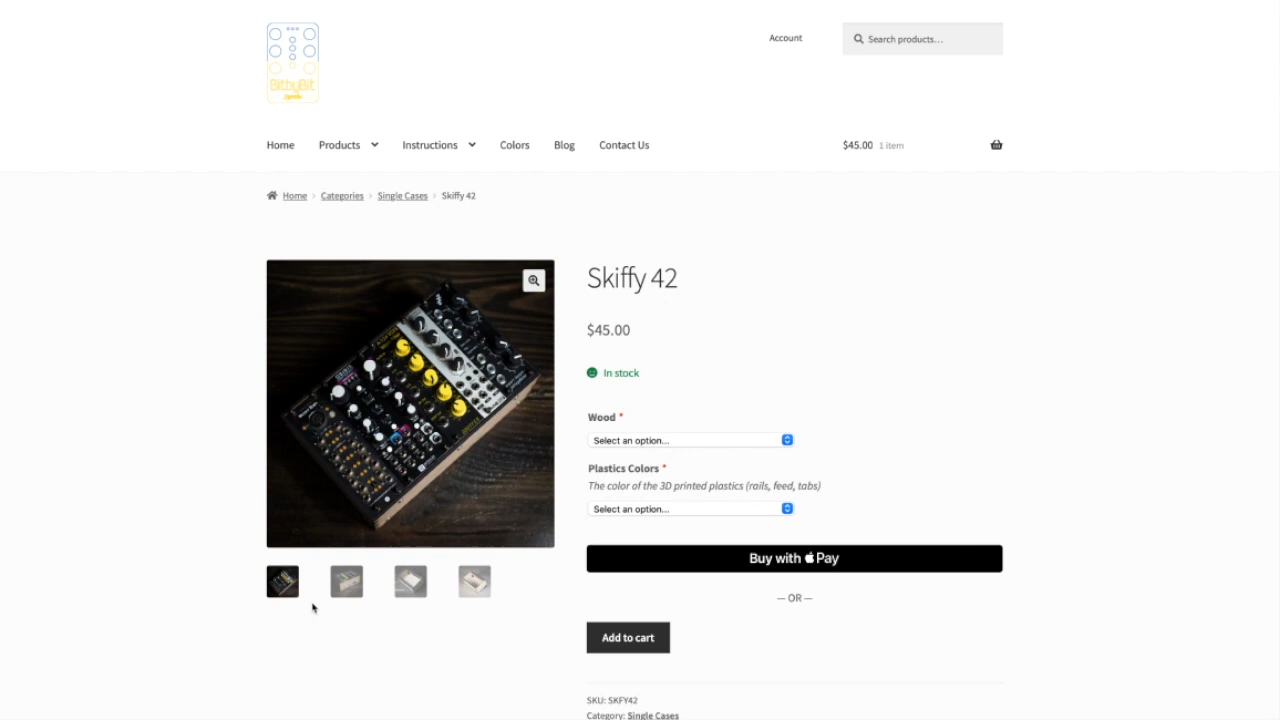 BitbyBit
Account
Search products...
Home
Products
Instructions
Colors
Blog
Contact Us
$45.00 1 item
Home
Categories
Single Cases
Skiffy 42
Skiffy 42
$45.00
In stock
Wood *
Select an option...
Plastics Colors *
The color of the 3D printed plastics (rails, feed, tabs)
Select an option...
Buy with Pay
— OR —
Add to cart
SKU: SKFY42
Category: Single Cases